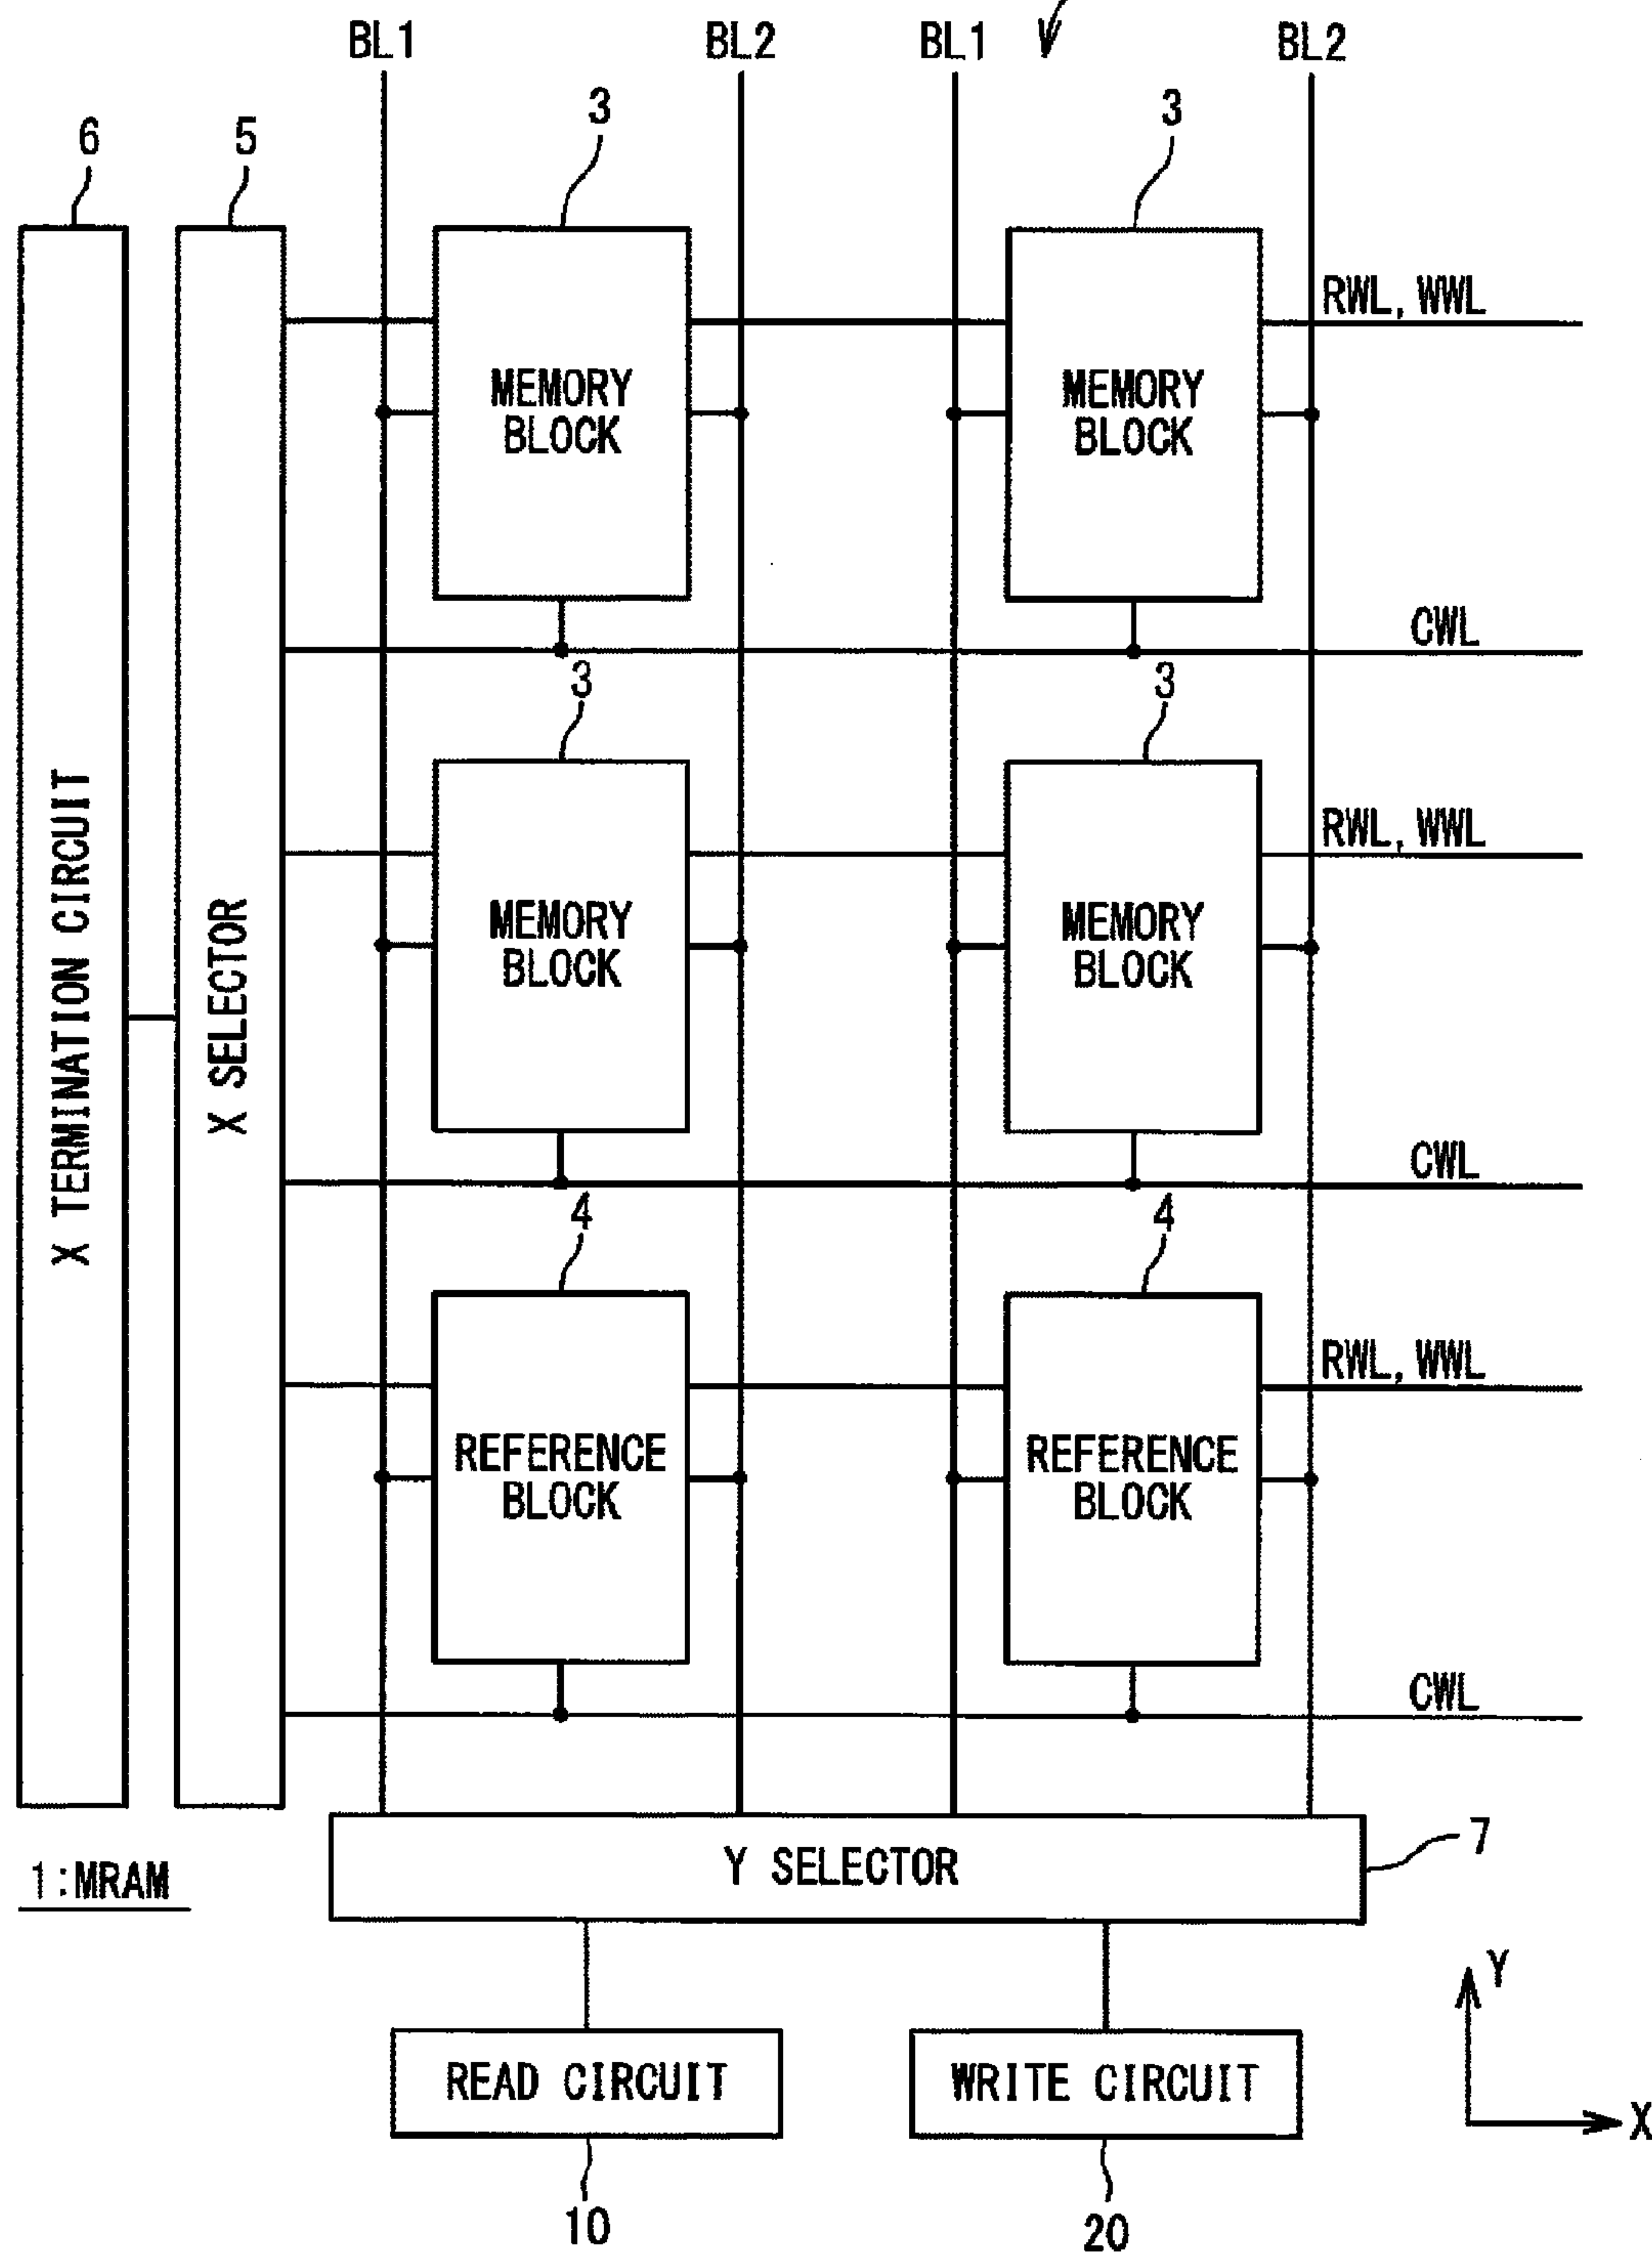 BL1 BL2 BL1 BL2
3 3
6 5
RWL, WWL
MEMORY BLOCK
MEMORY BLOCK
CWL
3 3
RWL, WWL
MEMORY BLOCK
MEMORY BLOCK
X TERMINATION CIRCUIT
X SELECTOR
CWL
4 4
RWL, WWL
REFERENCE BLOCK
REFERENCE BLOCK
CWL
Y SELECTOR
7
1:MRAM
Y
READ CIRCUIT
WRITE CIRCUIT
X
10
20